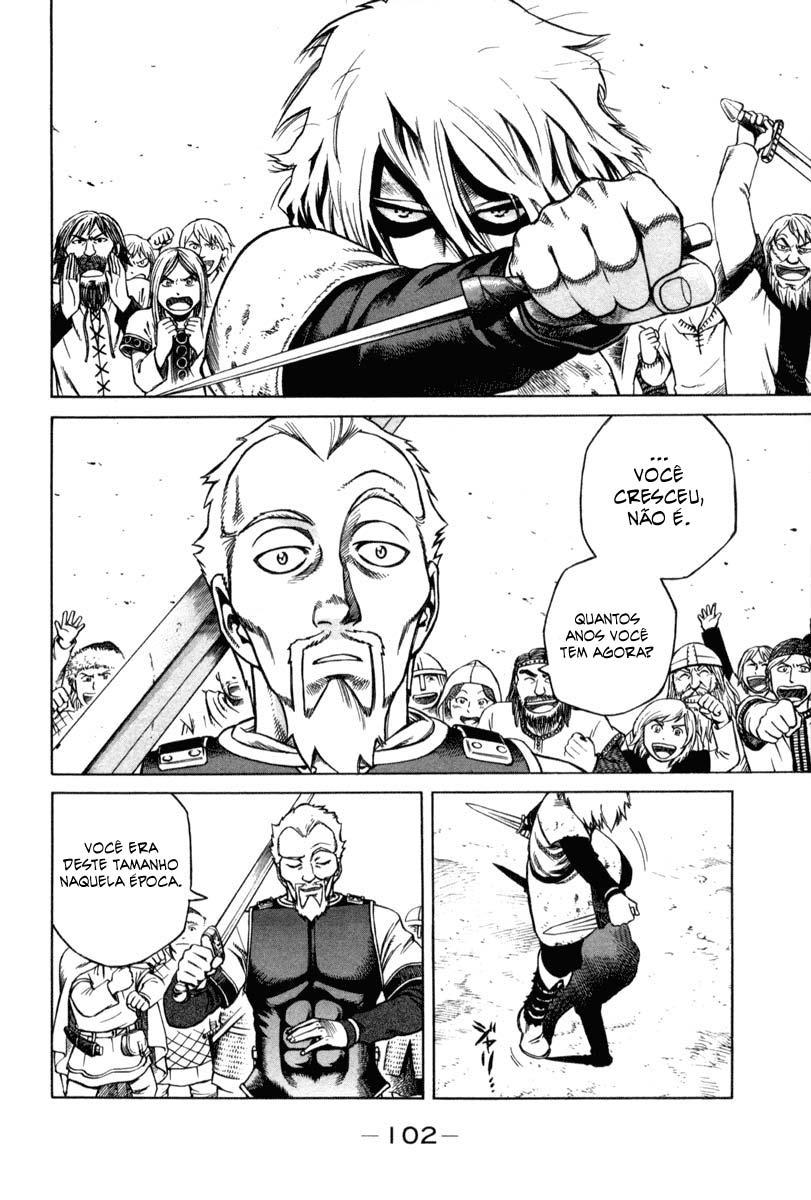 ...
VOCÊ
CRESCEU,
NÃO É.
QUANTOS
ANOS VOCÊ
TEM AGORA?
VOCÊ ERA
DESTE TAMANHO
NAQUELA ÉPOCA.
—102—